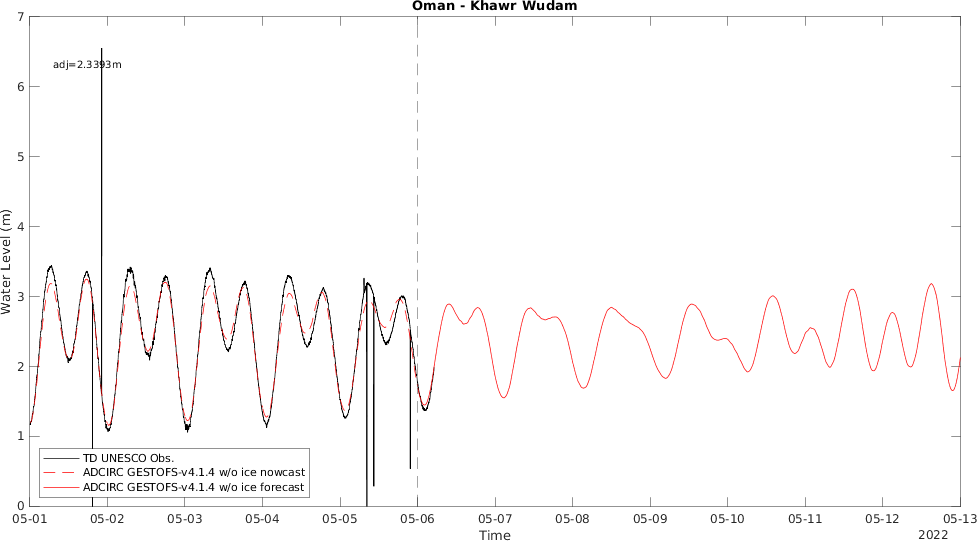 Oman - Khawr Wudam
adj=2.3393m
Water Level (m)
7
6
5
4
3
2
1
0
TD UNESCO Obs.
ADCIRC GESTOFS-v4.1.4 w/o ice nowcast
ADCIRC GESTOFS-v4.1.4 w/o ice forecast
05-01 05-02 05-03 05-04 05-05 05-06 05-07 05-08 05-09 05-10 05-11 05-12 05-13
Time
2022